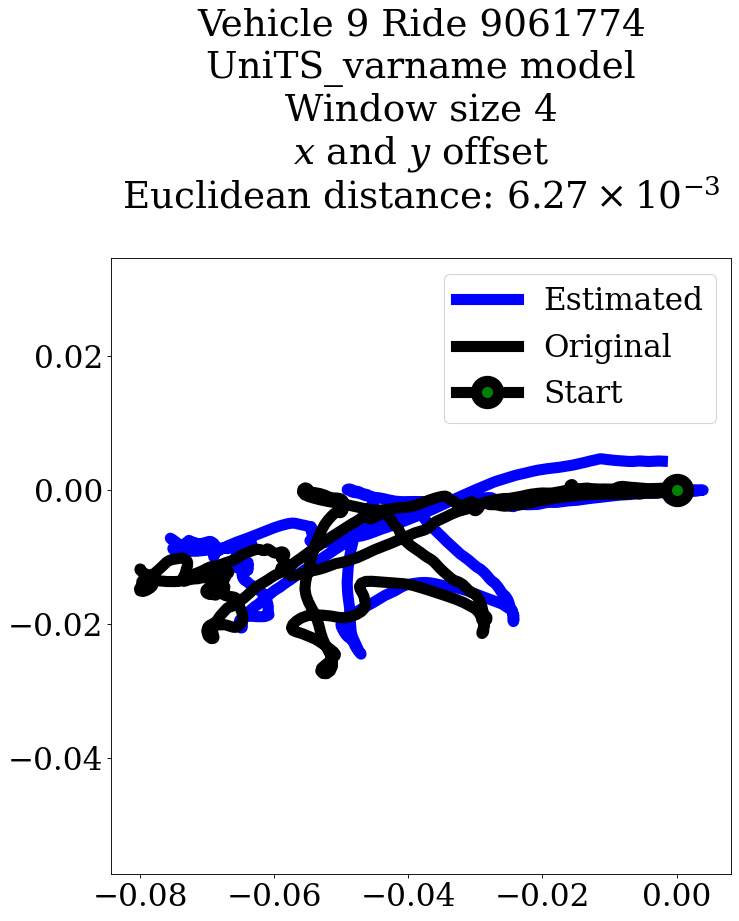 Vehicle 9 Ride 9061774
UniTS_varname model
Window size 4
x and y offset
Euclidean distance: 6.27 × 10⁻³
Estimated
Original
Start
0.02
0.00
−0.02
−0.04
−0.08
−0.06
−0.04
−0.02
0.00